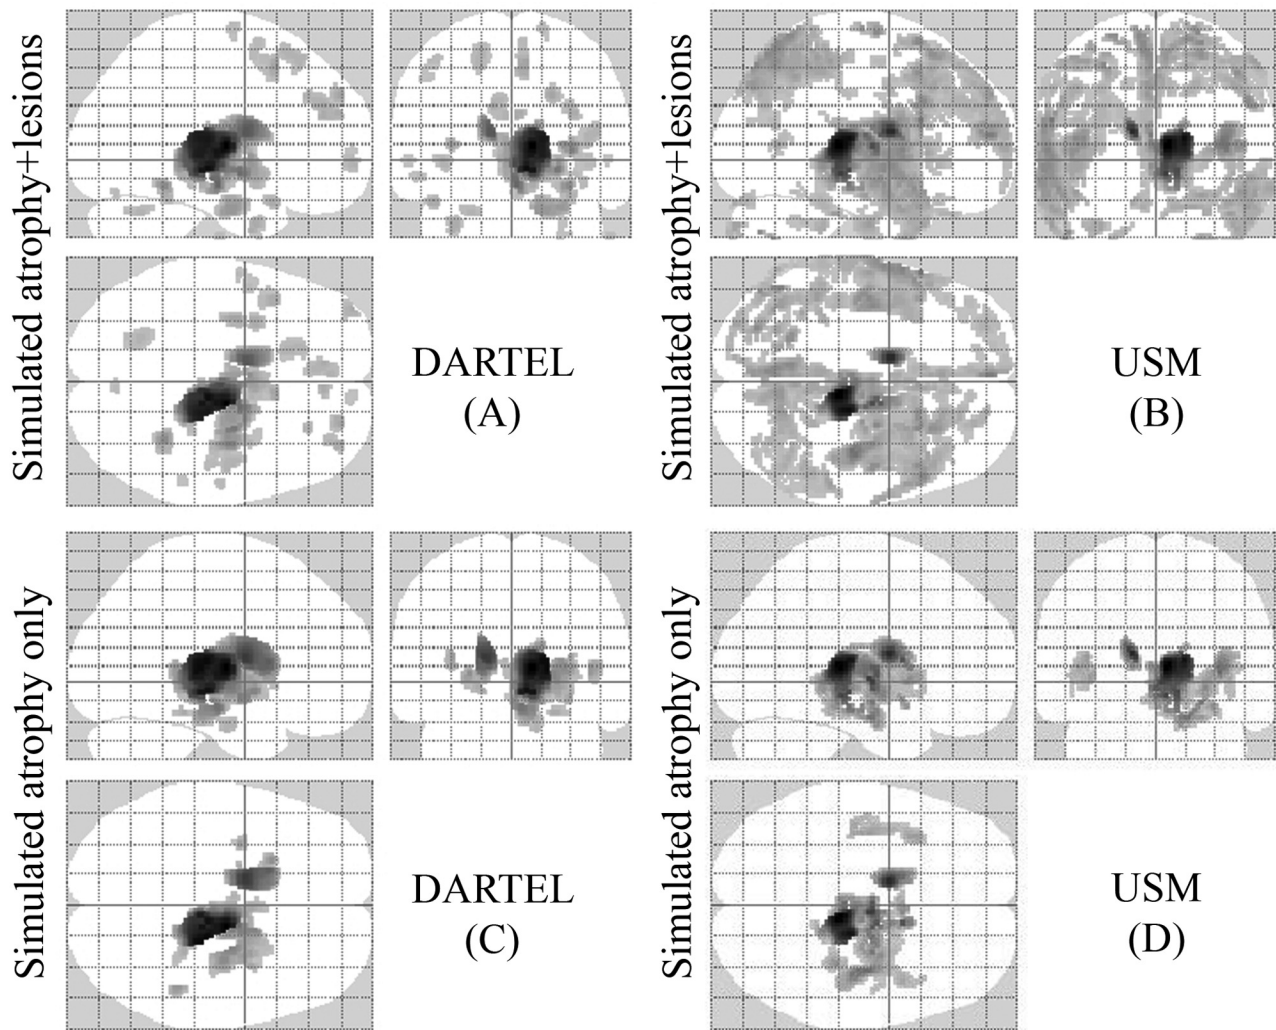 Simulated atrophy+lesions
DARTEL
(A)
Simulated atrophy+lesions
USM
(B)
Simulated atrophy only
DARTEL
(C)
Simulated atrophy only
USM
(D)